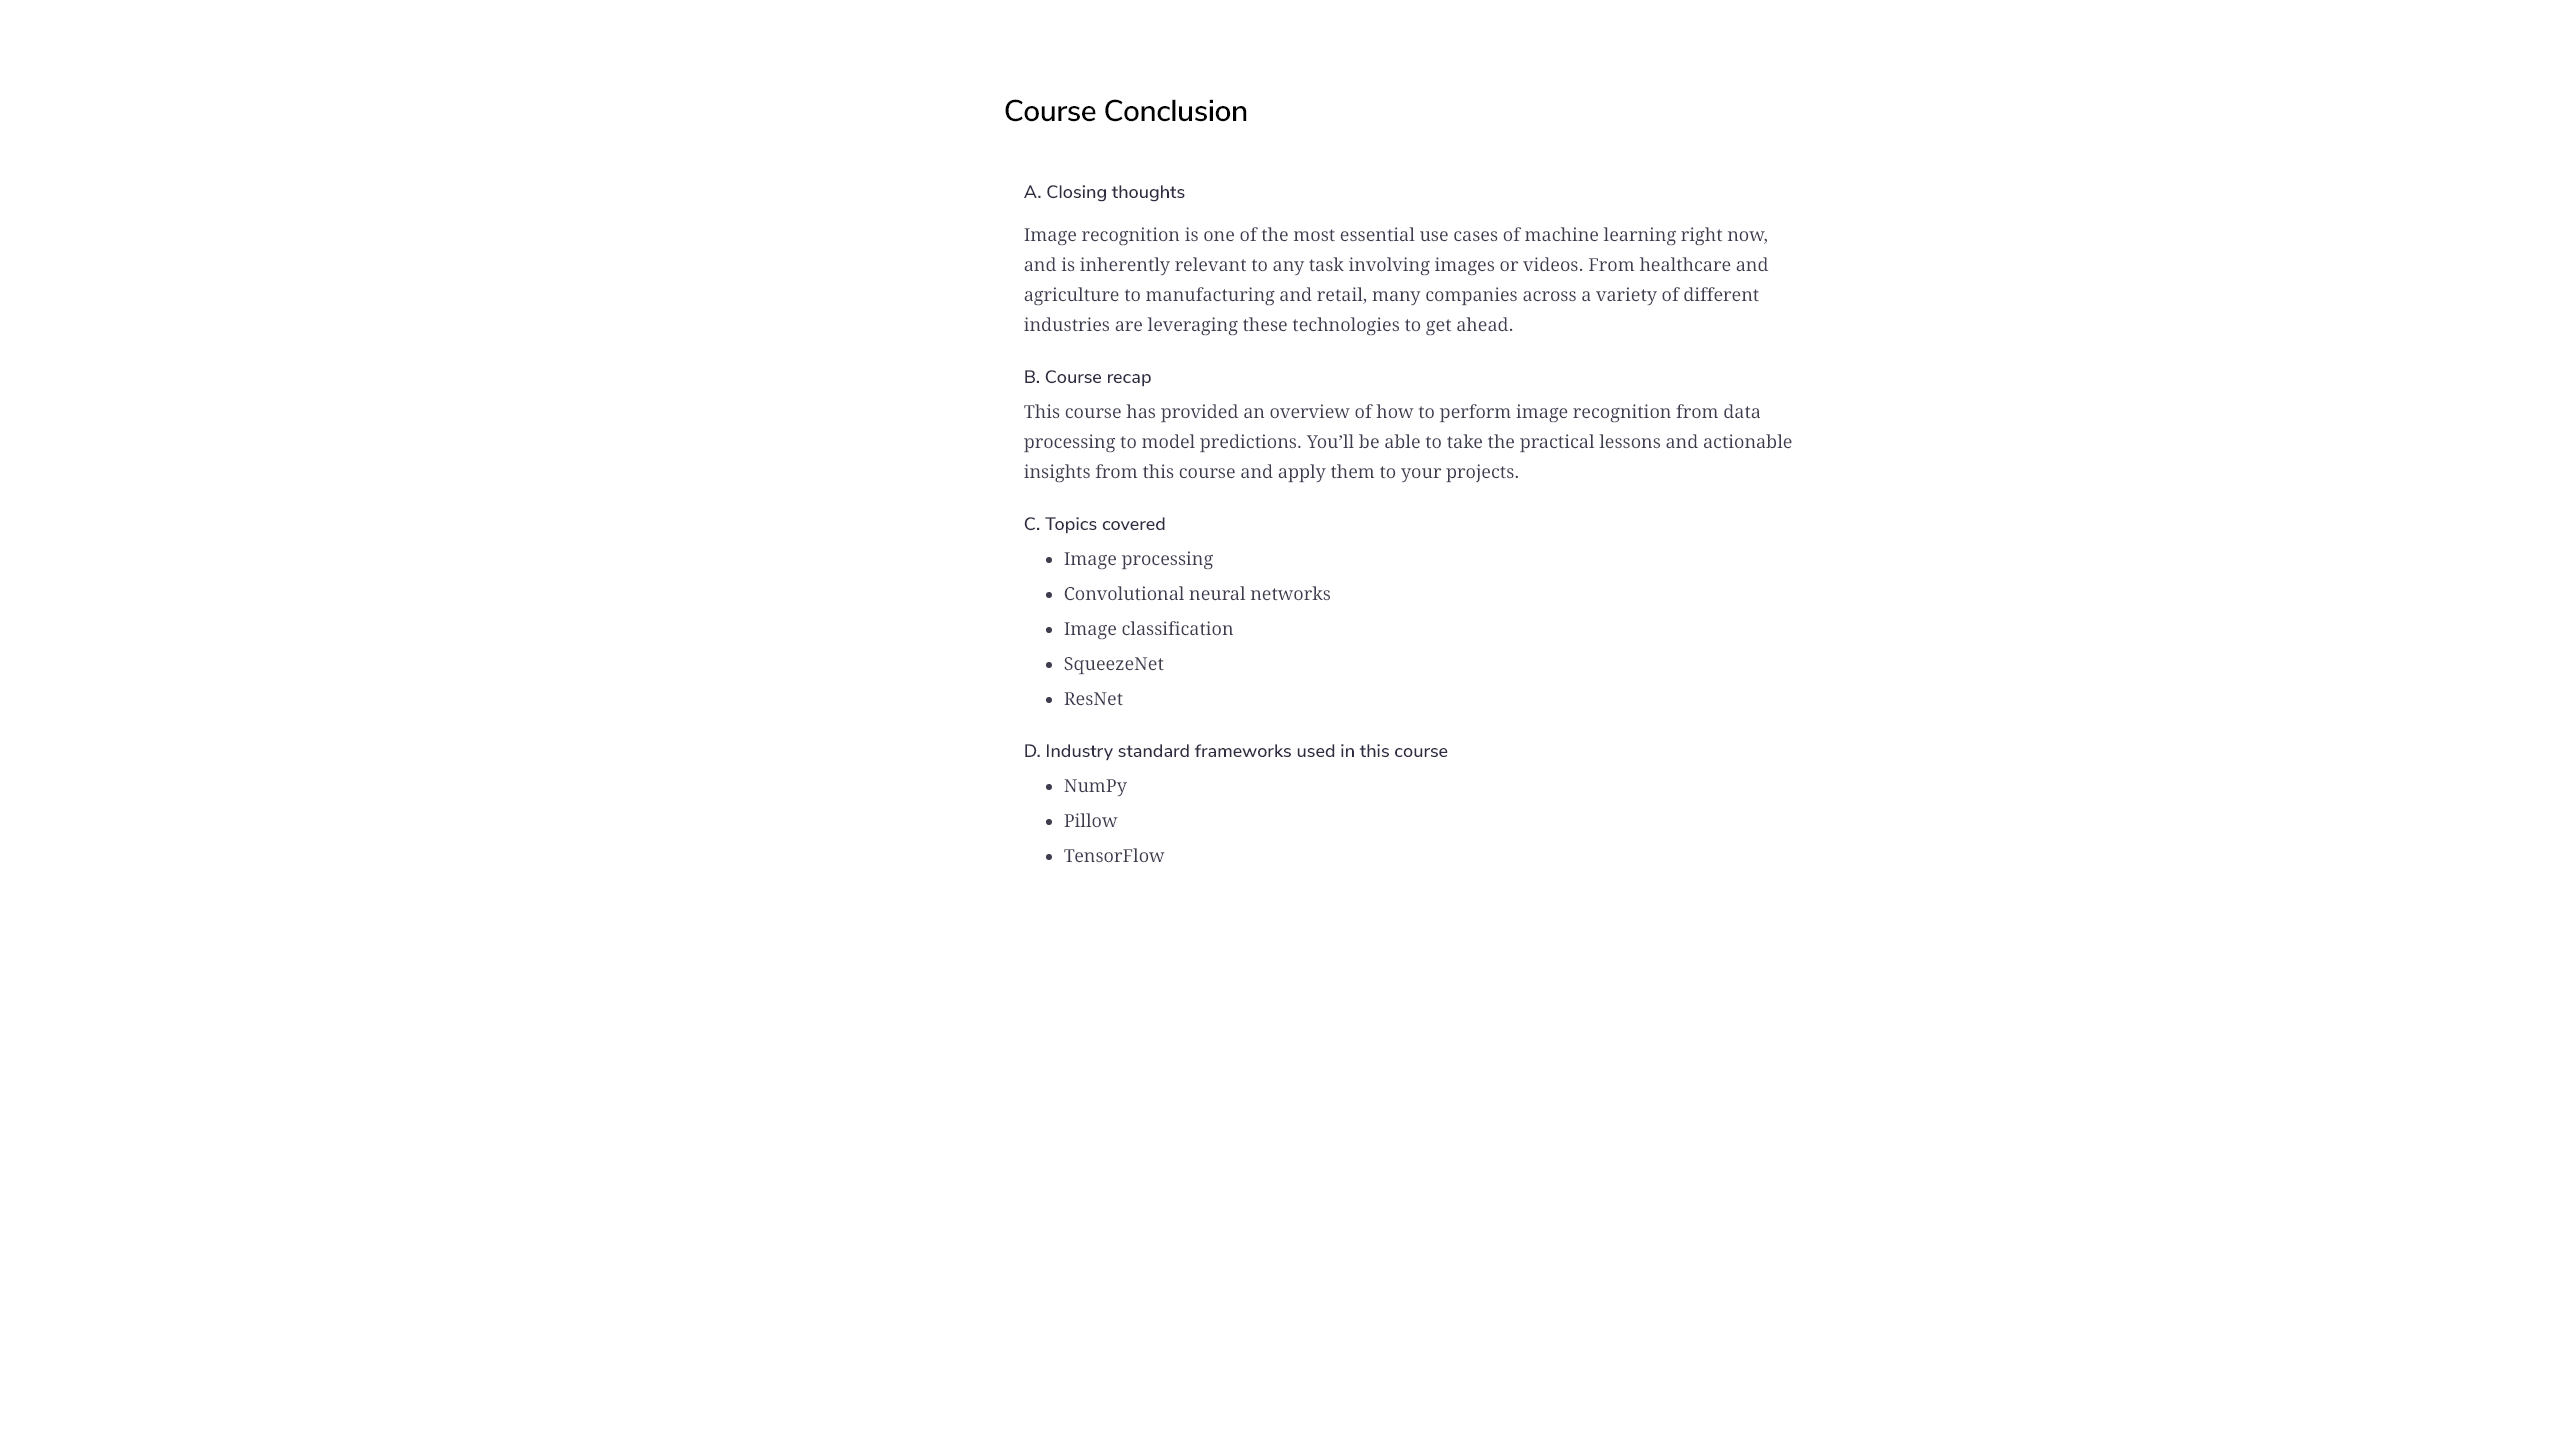 Course Conclusion
A. Closing thoughts
Image recognition is one of the most essential use cases of machine learning right now,
and is inherently relevant to any task involving images or videos. From healthcare and
agriculture to manufacturing and retail, many companies across a variety of different
industries are leveraging these technologies to get ahead.
B. Course recap
This course has provided an overview of how to perform image recognition from data
processing to model predictions. You’ll be able to take the practical lessons and actionable
insights from this course and apply them to your projects.
C. Topics covered
• Image processing
• Convolutional neural networks
• Image classification
• SqueezeNet
• ResNet
D. Industry standard frameworks used in this course
• NumPy
• Pillow
• TensorFlow